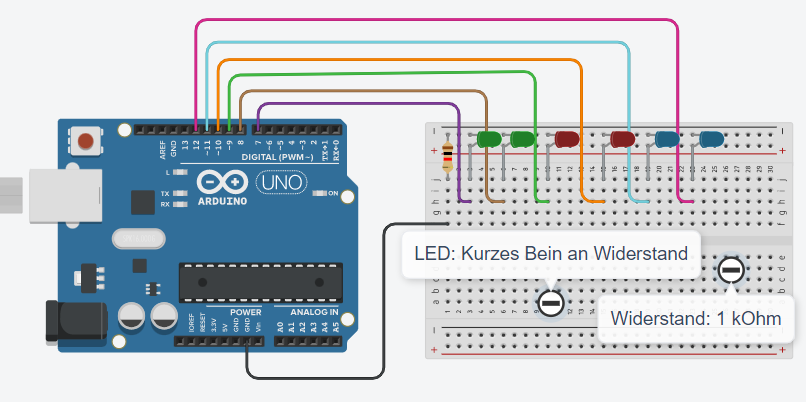 AREF
GND
13
12
~11
~10
~9
8
7
~6
~5
4
~3
2
TX→1
RX←0
DIGITAL (PWM~)
L
TX
RX
UNO
ARDUINO
ON
IOREF
RESET
3.3V
5V
GND
GND
Vin
POWER
ANALOG IN
A0
A1
A2
A3
A4
A5
LED: Kurzes Bein an Widerstand
Widerstand: 1 kOhm